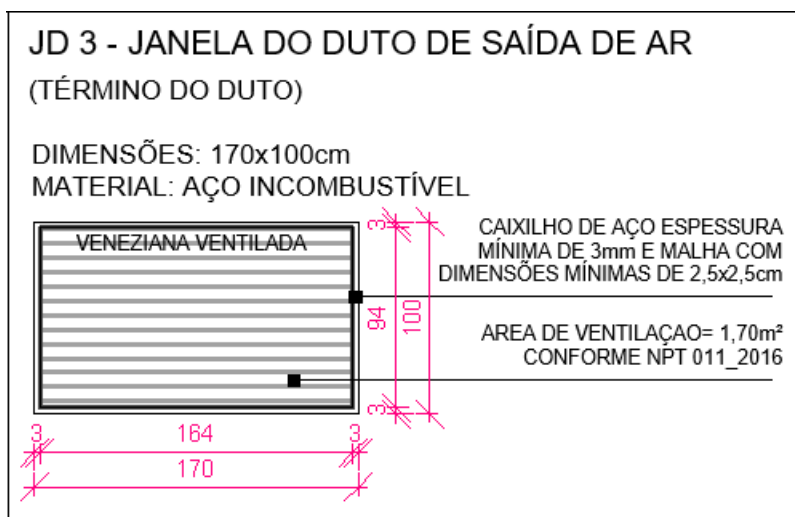 JD 3 - JANELA DO DUTO DE SAÍDA DE AR
(TÉRMINO DO DUTO)
DIMENSÕES: 170x100cm
MATERIAL: AÇO INCOMBUSTÍVEL
VENEZIANA VENTILADA
3
94
100
3
CAIXILHO DE AÇO ESPESSURA
MÍNIMA DE 3mm E MALHA COM
DIMENSÕES MÍNIMAS DE 2,5x2,5cm
AREA DE VENTILAÇAO= 1,70m²
CONFORME NPT 011_2016
3
164
3
170